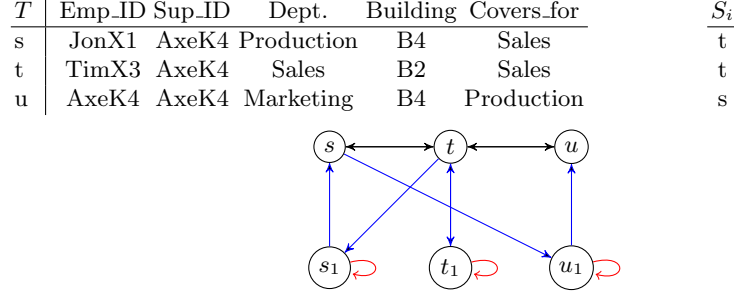 T Emp_ID Sup_ID Dept. Building Covers_for S_i
s JonX1 AxeK4 Production B4 Sales t
t TimX3 AxeK4 Sales B2 Sales t
u AxeK4 AxeK4 Marketing B4 Production s
s t u
s_1 t_1 u_1